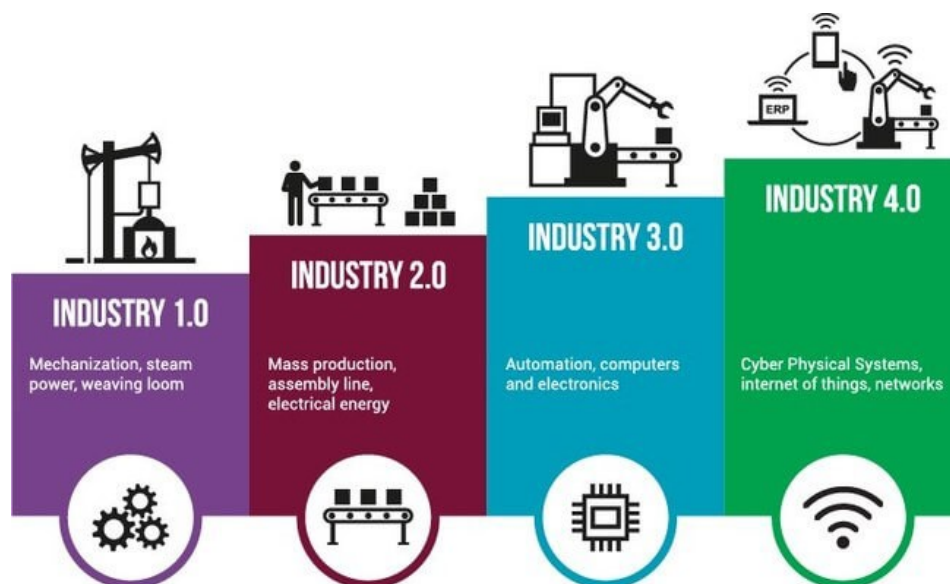 ERP
INDUSTRY 1.0
Mechanization, steam
power, weaving loom
INDUSTRY 2.0
Mass production,
assembly line,
electrical energy
INDUSTRY 3.0
Automation, computers
and electronics
INDUSTRY 4.0
Cyber Physical Systems,
internet of things, networks